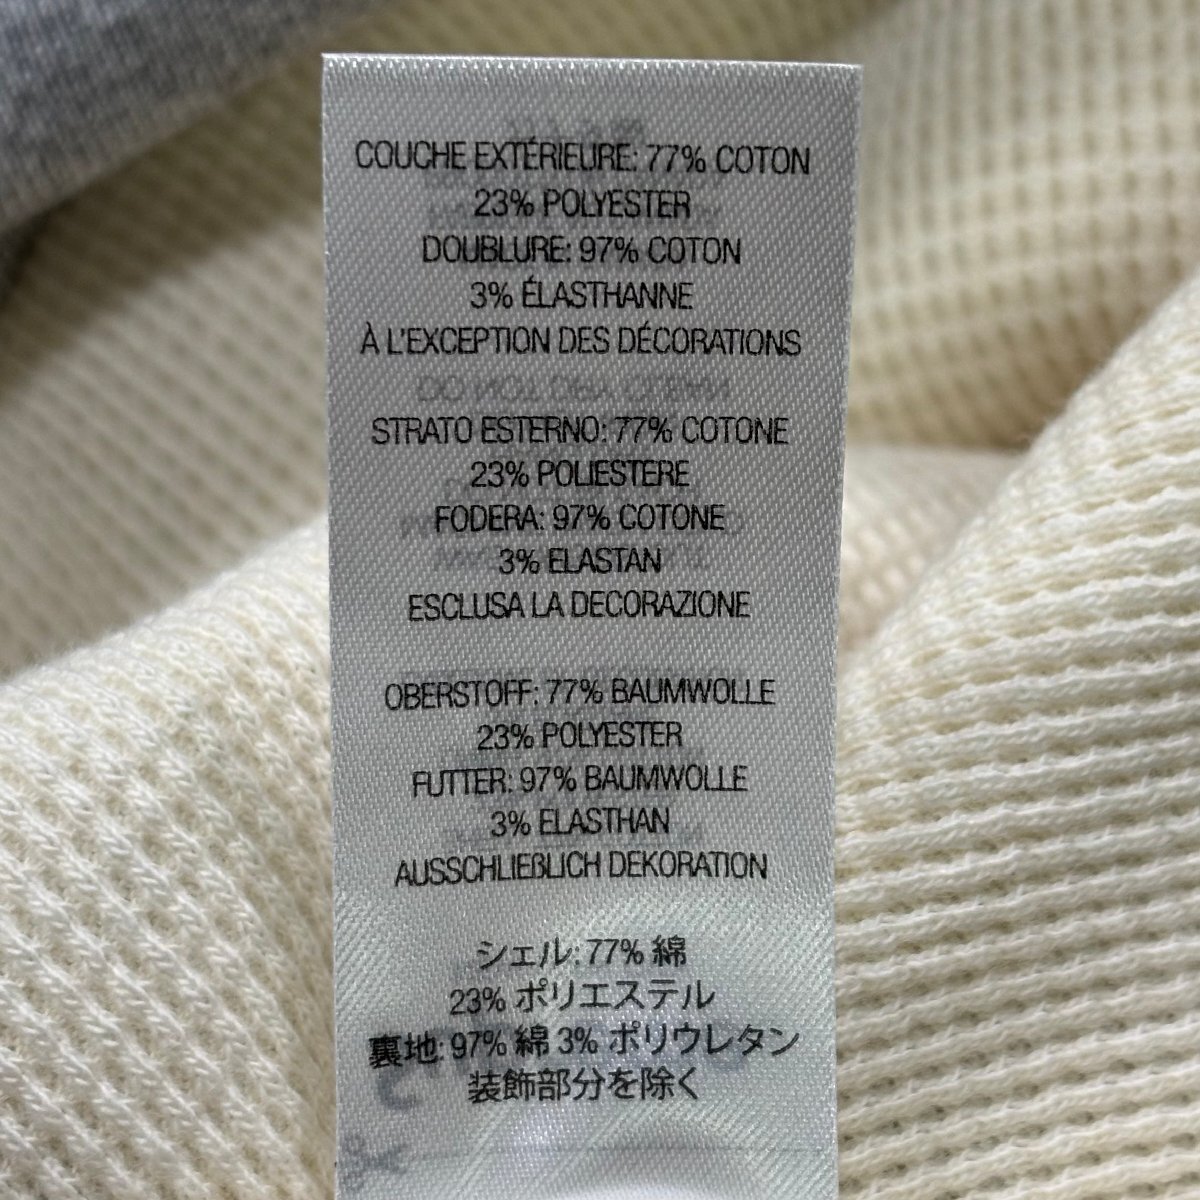 COUCHE EXTÉRIEURE: 77% COTON
23% POLYESTER
DOUBLURE: 97% COTON
3% ÉLASTHANNE
À L'EXCEPTION DES DÉCORATIONS
STRATO ESTERNO: 77% COTONE
23% POLIESTERE
FODERA: 97% COTONE
3% ELASTAN
ESCLUSA LA DECORAZIONE
OBERSTOFF: 77% BAUMWOLLE
23% POLYESTER
FUTTER: 97% BAUMWOLLE
3% ELASTHAN
AUSSCHLIEßLICH DEKORATION
シェル: 77% 綿
23% ポリエステル
裏地: 97% 綿 3% ポリウレタン
装飾部分を除く